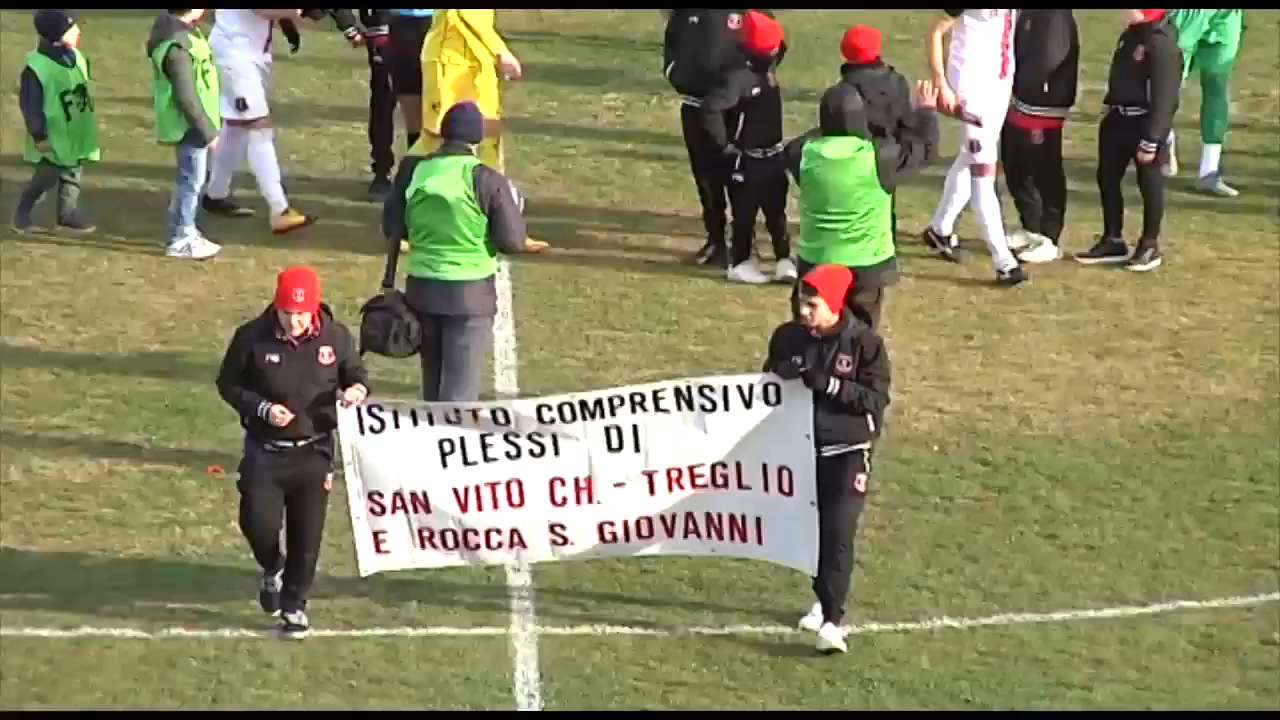 ISTITUTO COMPRENSIVO
PLESSI DI
SAN VITO CH. - TREGLIO
E ROCCA S. GIOVANNI